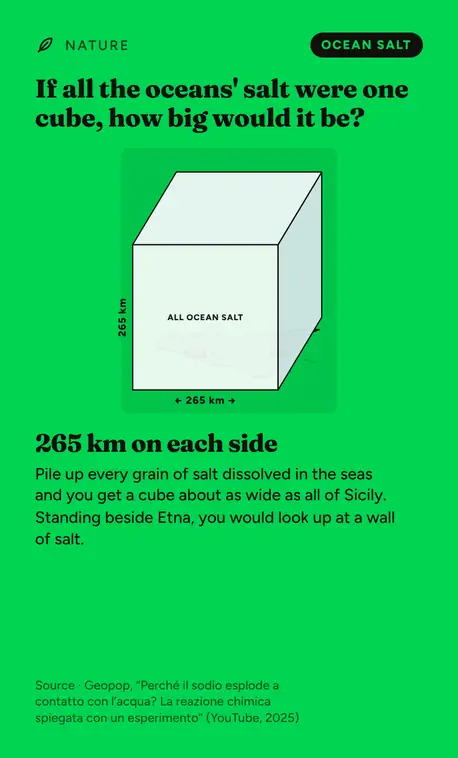 NATURE
OCEAN SALT
If all the oceans' salt were one
cube, how big would it be?
265 km
ALL OCEAN SALT
← 265 km →
265 km on each side
Pile up every grain of salt dissolved in the seas
and you get a cube about as wide as all of Sicily.
Standing beside Etna, you would look up at a wall
of salt.
Source · Geopop, "Perché il sodio esplode a
contatto con l'acqua? La reazione chimica
spiegata con un esperimento" (YouTube, 2025)